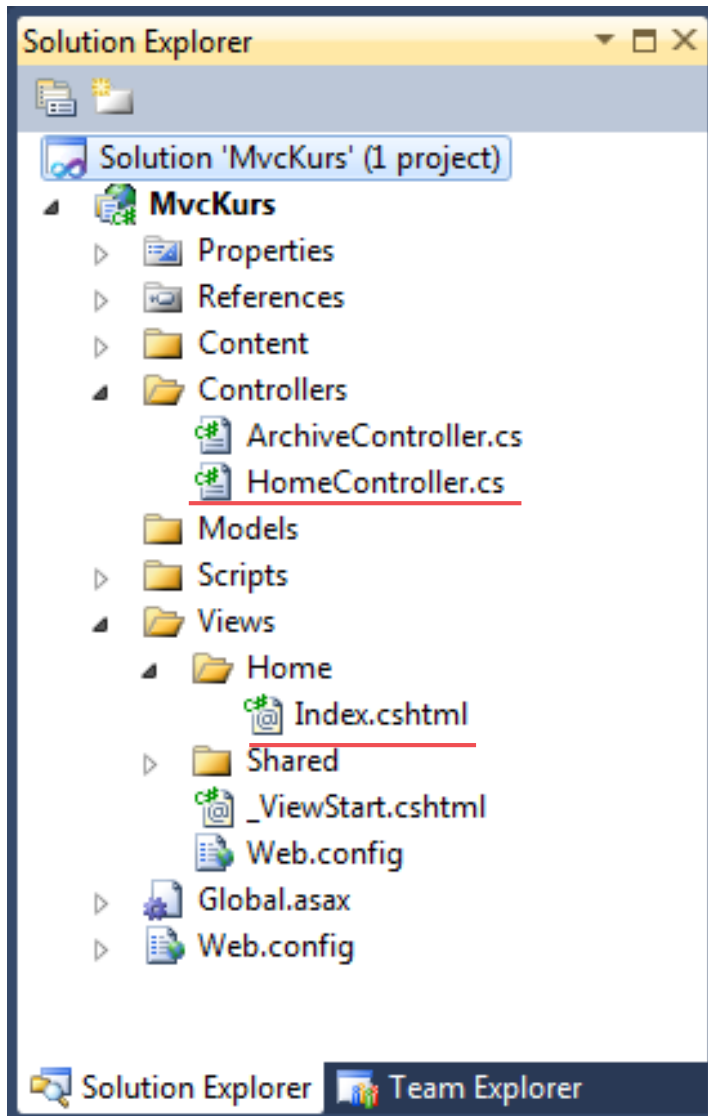 Solution Explorer
Solution 'MvcKurs' (1 project)
MvcKurs
Properties
References
Content
Controllers
ArchiveController.cs
HomeController.cs
Models
Scripts
Views
Home
Index.cshtml
Shared
_ViewStart.cshtml
Web.config
Global.asax
Web.config
Solution Explorer Team Explorer